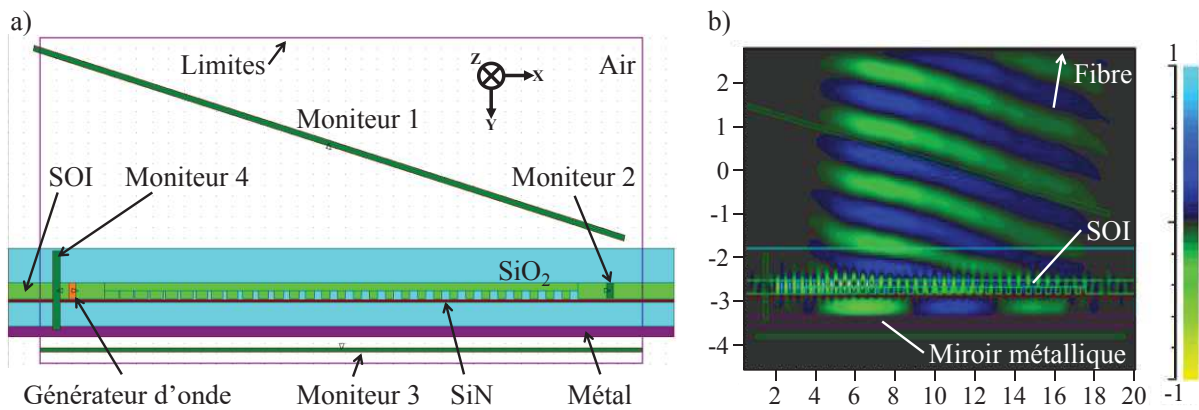 a)
Limites
Z
X
Y
Air
Moniteur 1
SOI
Moniteur 4
Moniteur 2
SiO2
Générateur d'onde
Moniteur 3
SiN
Métal
b)
2
1
0
-1
-2
-3
-4
Fibre
SOI
Miroir métallique
2 4 6 8 10 12 14 16 18 20
1
-1